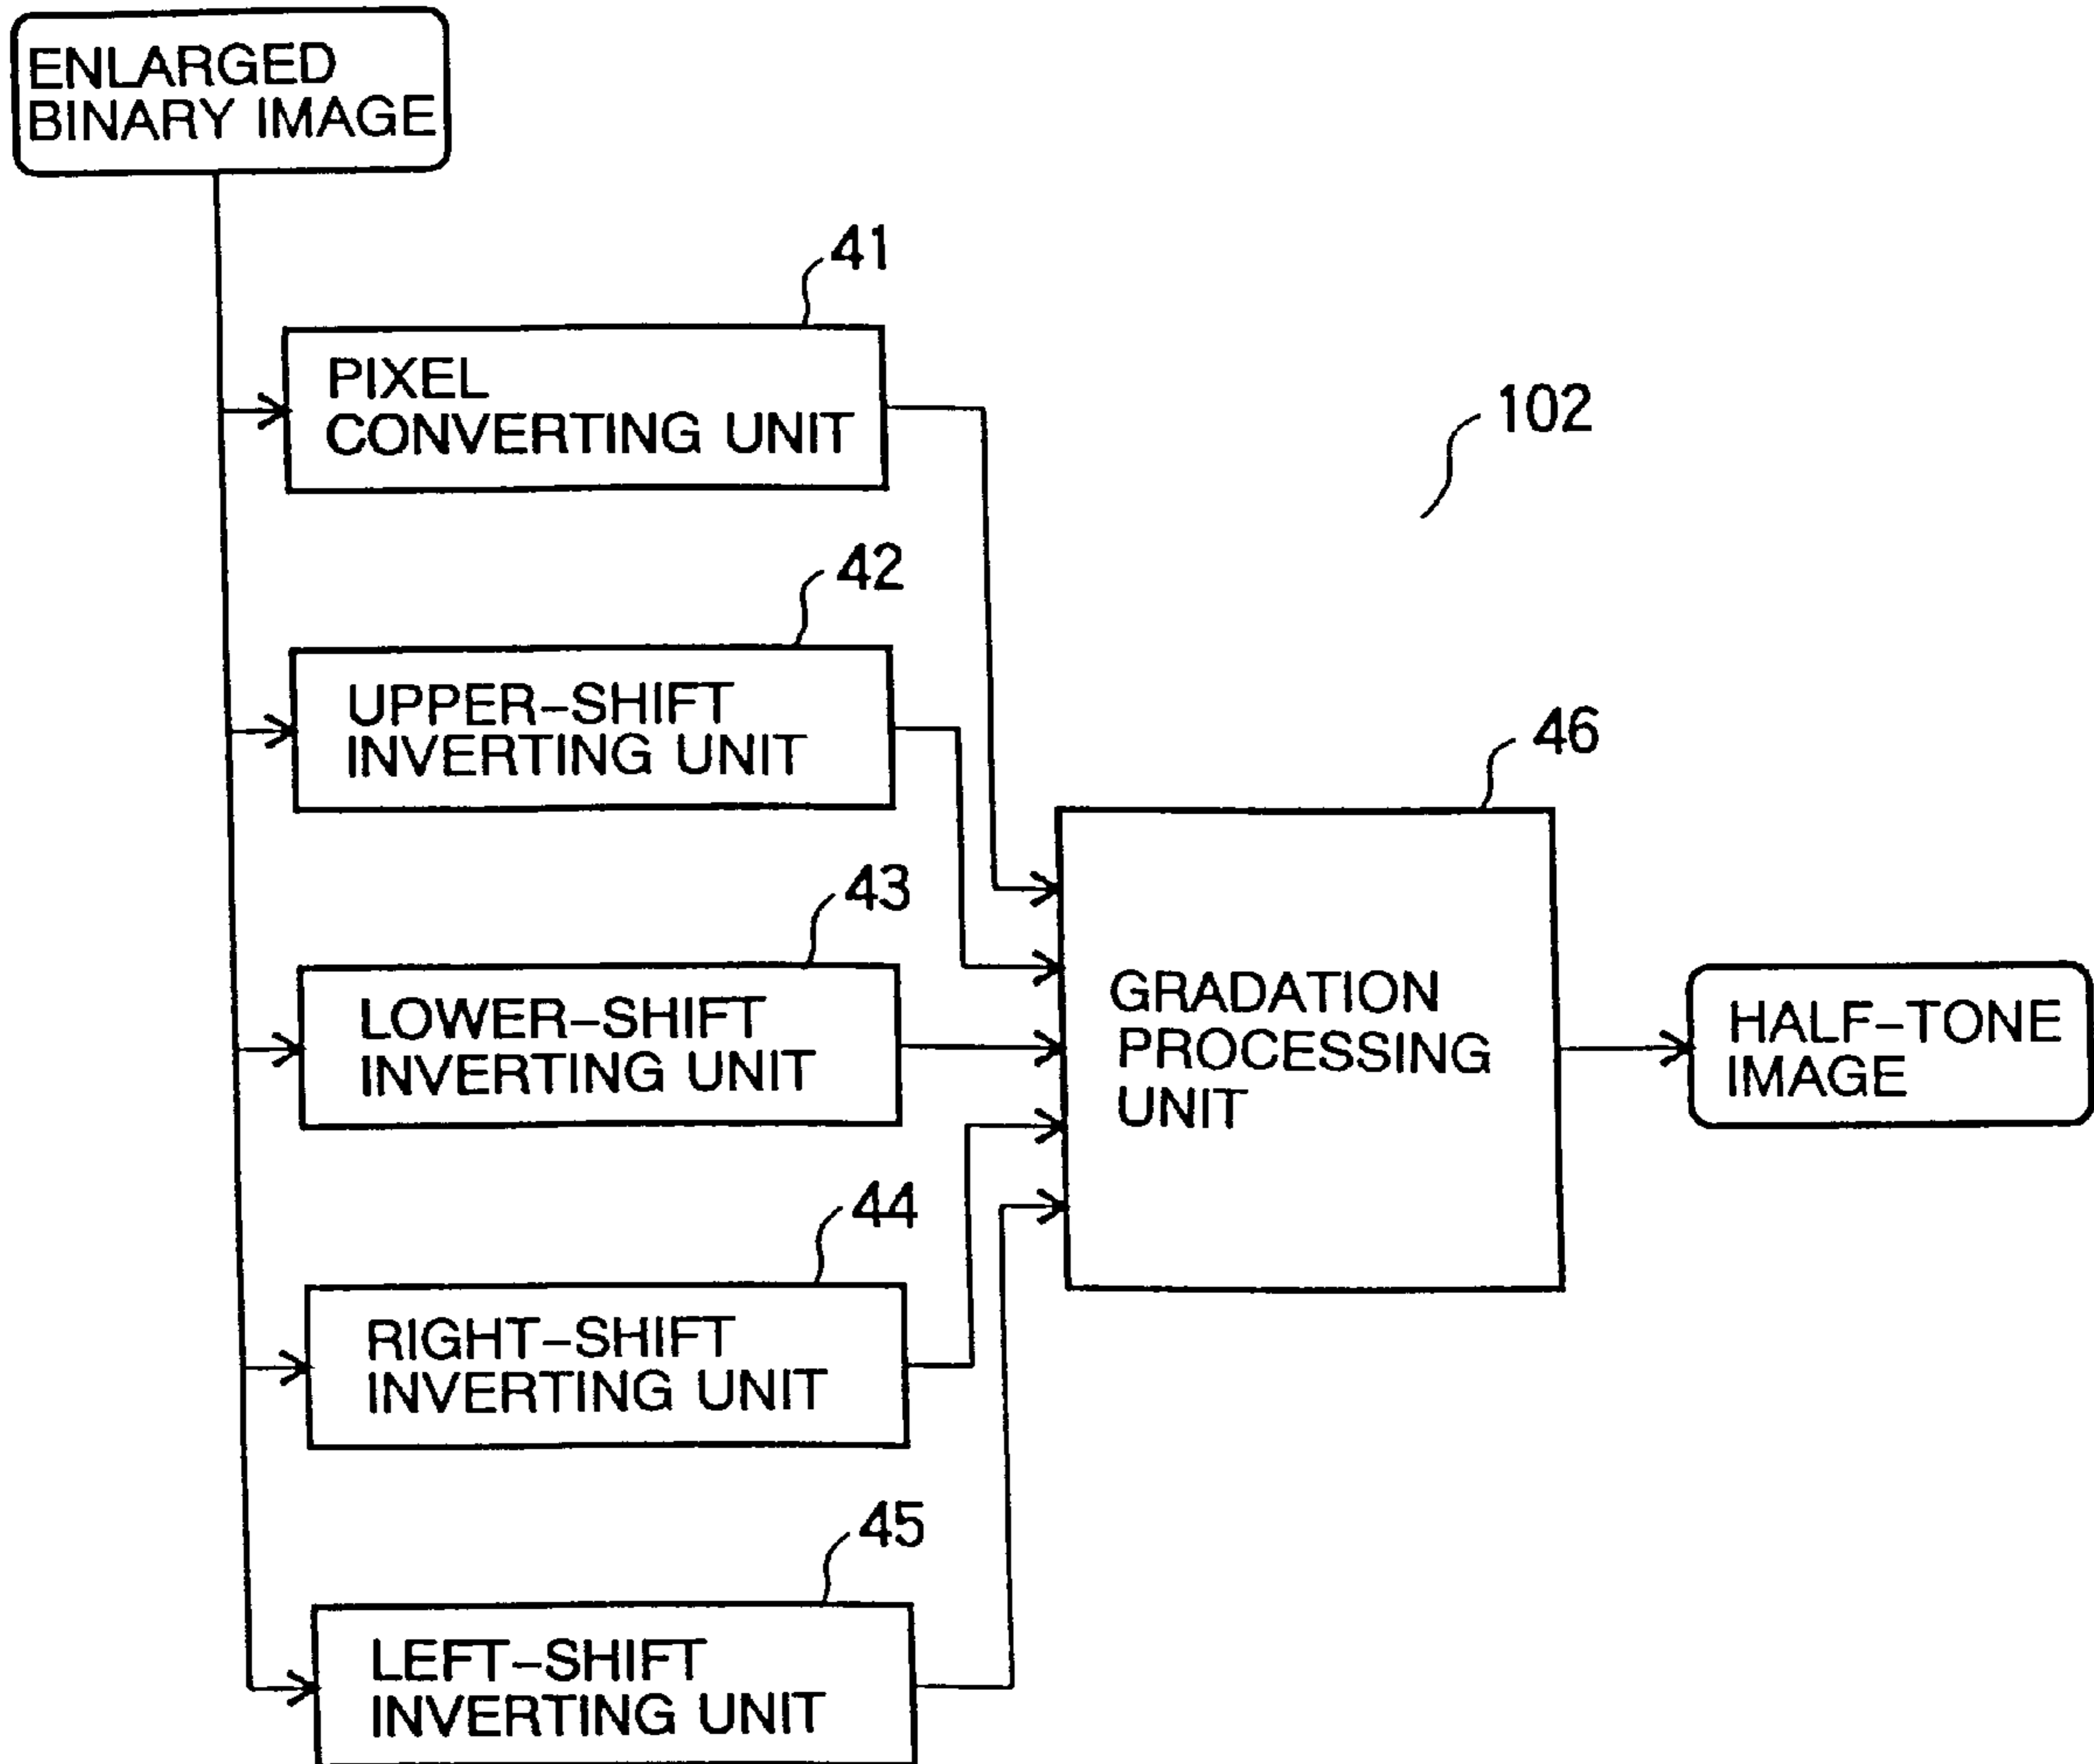 ENLARGED
BINARY IMAGE
41
PIXEL
CONVERTING UNIT
102
42
UPPER-SHIFT
INVERTING UNIT
46
43
LOWER-SHIFT
INVERTING UNIT
GRADATION
PROCESSING
UNIT
HALF-TONE
IMAGE
44
RIGHT-SHIFT
INVERTING UNIT
45
LEFT-SHIFT
INVERTING UNIT